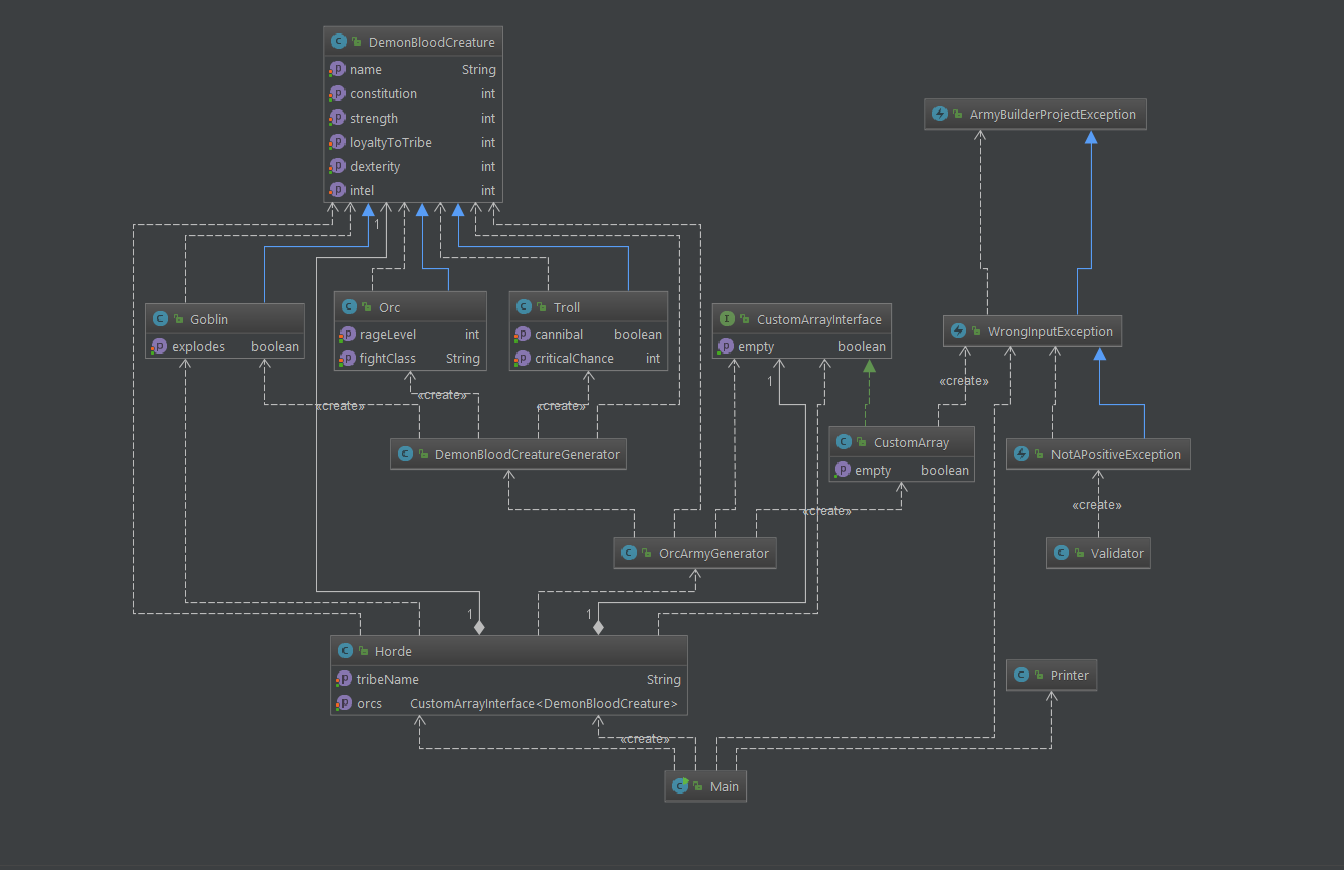 DemonBloodCreature
name String
constitution int
strength int
loyaltyToTribe int
dexterity int
intel int
ArmyBuilderProjectException
1
Goblin
explodes boolean
Orc
rageLevel int
fightClass String
Troll
cannibal boolean
criticalChance int
CustomArrayInterface
empty boolean
WrongInputException
1
«create»
«create»
«create»
«create»
DemonBloodCreatureGenerator
CustomArray
empty boolean
NotAPositiveException
«create»
«create»
OrcArmyGenerator
Validator
1
1
Horde
tribeName String
orcs CustomArrayInterface<DemonBloodCreature>
Printer
«create»
Main